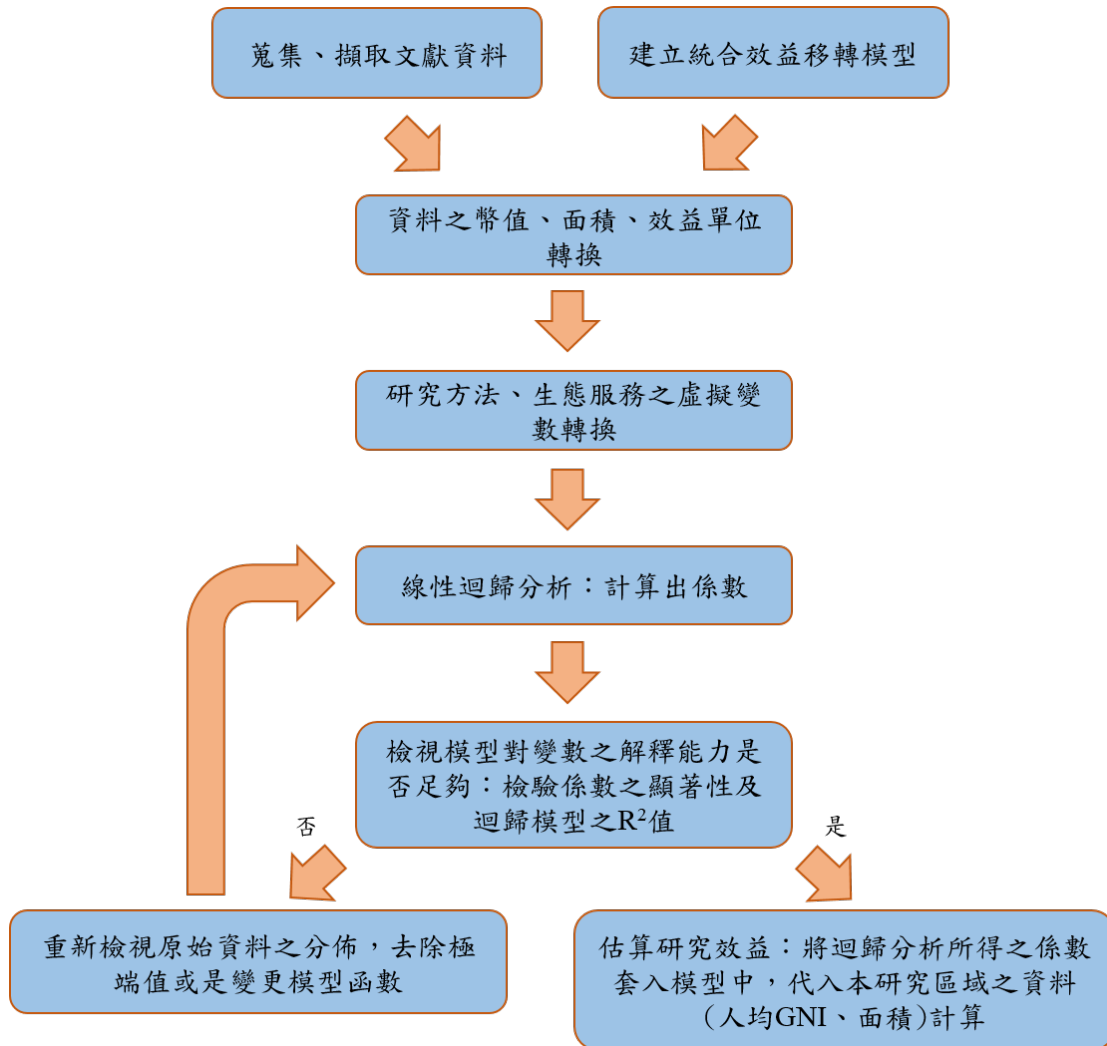 蒐集、擷取文獻資料
建立統合效益移轉模型
資料之幣值、面積、效益單位
轉換
研究方法、生態服務之虛擬變
數轉換
線性迴歸分析：計算出係數
檢視模型對變數之解釋能力是
否足夠：檢驗係數之顯著性及
迴歸模型之R²值
否
是
重新檢視原始資料之分佈，去除極
端值或是變更模型函數
估算研究效益：將迴歸分析所得之係數
套入模型中，代入本研究區域之資料
(人均GNI、面積)計算